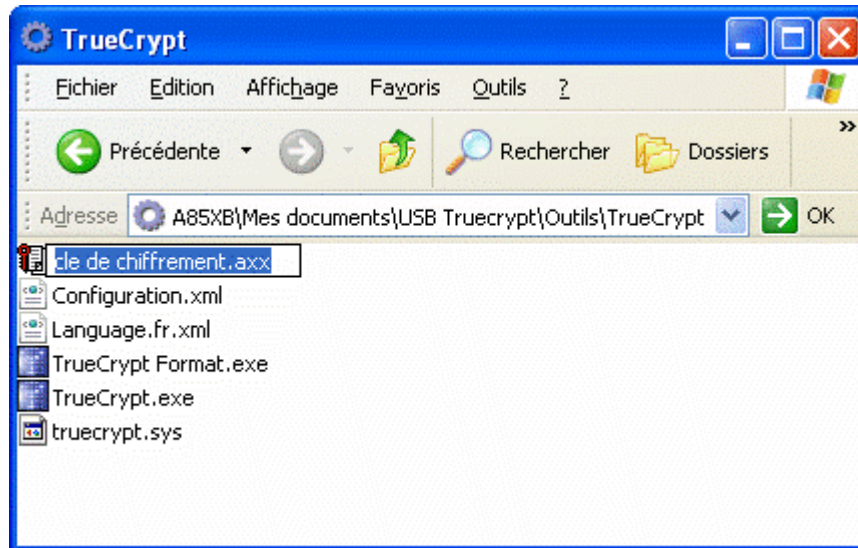 TrueCrypt
Fichier Edition Affichage Favoris Outils ?
Précédente Rechercher Dossiers »
Adresse A85XB\Mes documents\USB Truecrypt\Outils\TrueCrypt OK
cle de chiffrement.axx
Configuration.xml
Language.fr.xml
TrueCrypt Format.exe
TrueCrypt.exe
truecrypt.sys